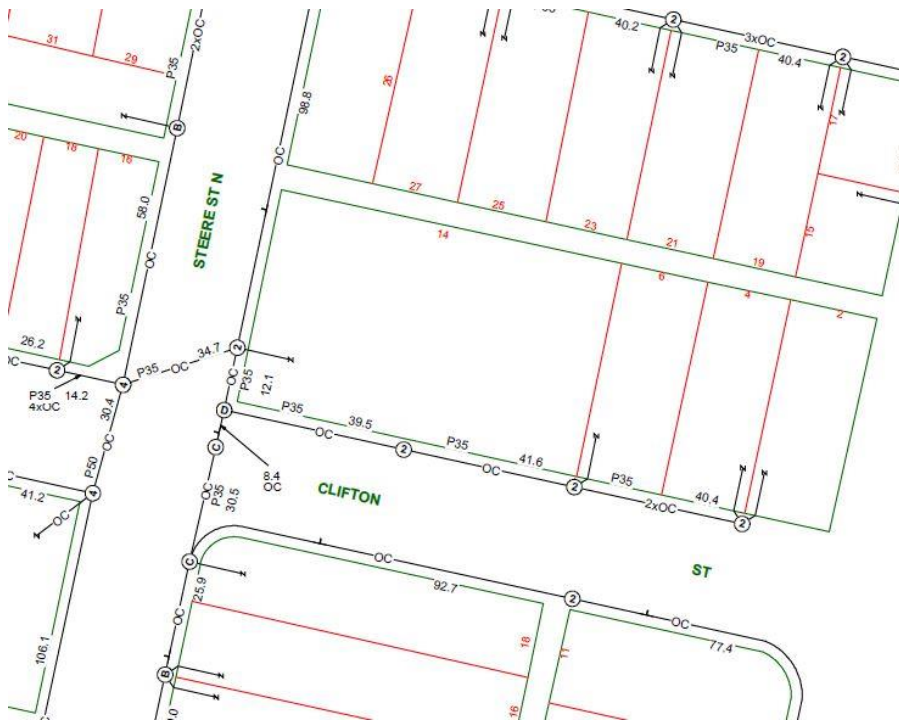 P35
40.2
2
3xOC
P35
40.4
2
31
29
2xOC
P35
26
98.8
17
B
20
18
16
OC
27
25
23
21
19
15
58.0
OC
STEERE ST N
14
6
4
2
P35
26.2
OC
2
P35 14.2
4xOC
4
P35
OC
34.7
2
OC
P35
12.1
30.4
OC
P50
D
P35
39.5
P35
41.6
P35
40.4
OC
2
OC
2
2xOC
2
C
8.4
OC
CLIFTON
ST
OC
P35
30.5
41.2
4
OC
C
25.9
OC
92.7
2
OC
77.4
OC
18
11
106.1
B
16